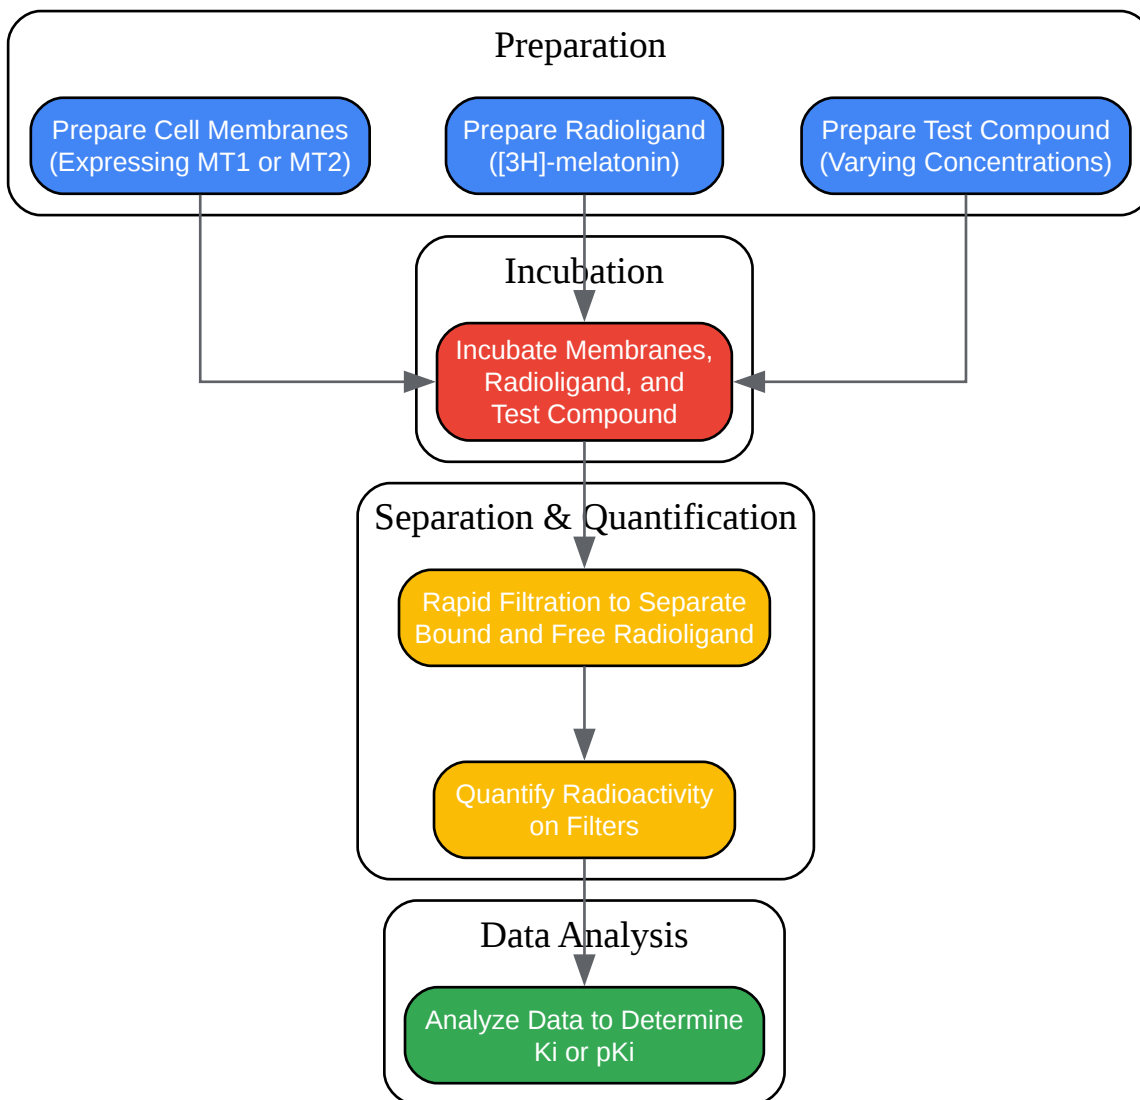 Preparation
Prepare Cell Membranes
(Expressing MT1 or MT2)
Prepare Radioligand
([3H]-melatonin)
Prepare Test Compound
(Varying Concentrations)
Incubation
Incubate Membranes,
Radioligand, and
Test Compound
Separation & Quantification
Rapid Filtration to Separate
Bound and Free Radioligand
Quantify Radioactivity
on Filters
Data Analysis
Analyze Data to Determine
Ki or pKi